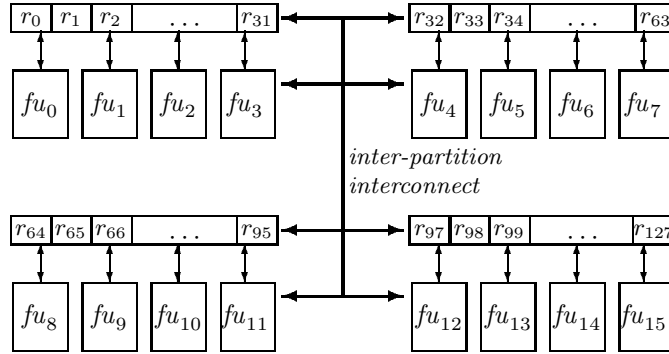 r0 r1 r2 ... r31 r32 r33 r34 ... r63
fu0 fu1 fu2 fu3 fu4 fu5 fu6 fu7
inter-partition
interconnect
r64 r65 r66 ... r95 r97 r98 r99 ... r127
fu8 fu9 fu10 fu11 fu12 fu13 fu14 fu15